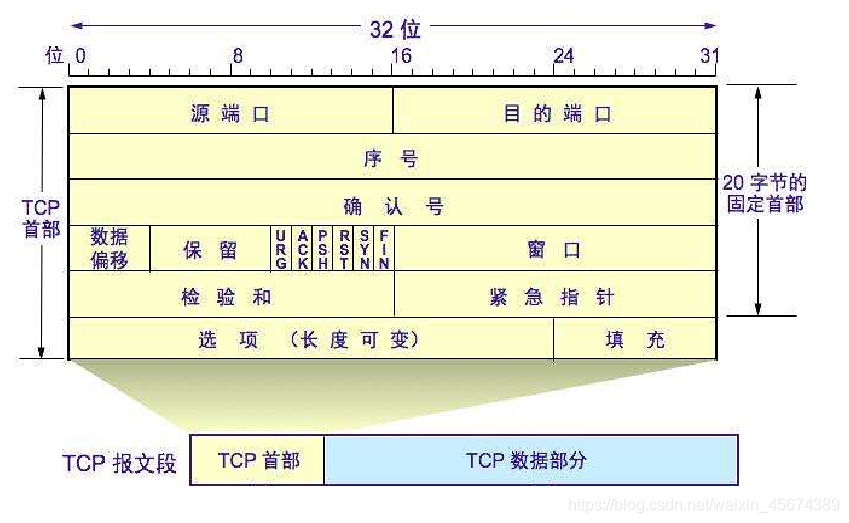 32 位
位 0 8 16 24 31
源 端 口 目 的 端 口
序 号
TCP
首部
确 认 号
20 字节的
固定首部
数据
偏移
保 留
URG
ACK
PSH
RST
SYN
FIN
窗 口
检 验 和 紧 急 指 针
选 项 (长 度 可 变) 填 充
TCP 报文段 TCP 首部 TCP 数据部分
https://blog.csdn.net/weixin_45674389